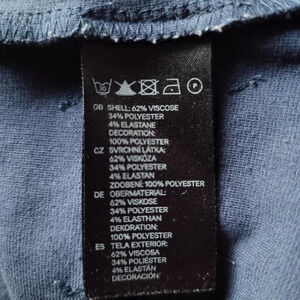 30 P
GB SHELL: 62% VISCOSE
34% POLYESTER
4% ELASTANE
DECORATION:
100% POLYESTER
CZ SVRCHNÍ LÁTKA:
62% VISKÓZA
34% POLYESTER
4% ELASTAN
ZDOBENÍ: 100% POLYESTER
DE OBERMATERIAL:
62% VISKOSE
34% POLYESTER
4% ELASTHAN
DEKORATION:
100% POLYESTER
ES TELA EXTERIOR:
62% VISCOSA
34% POLIÉSTER
4% ELASTÁN
DECORACIÓN: